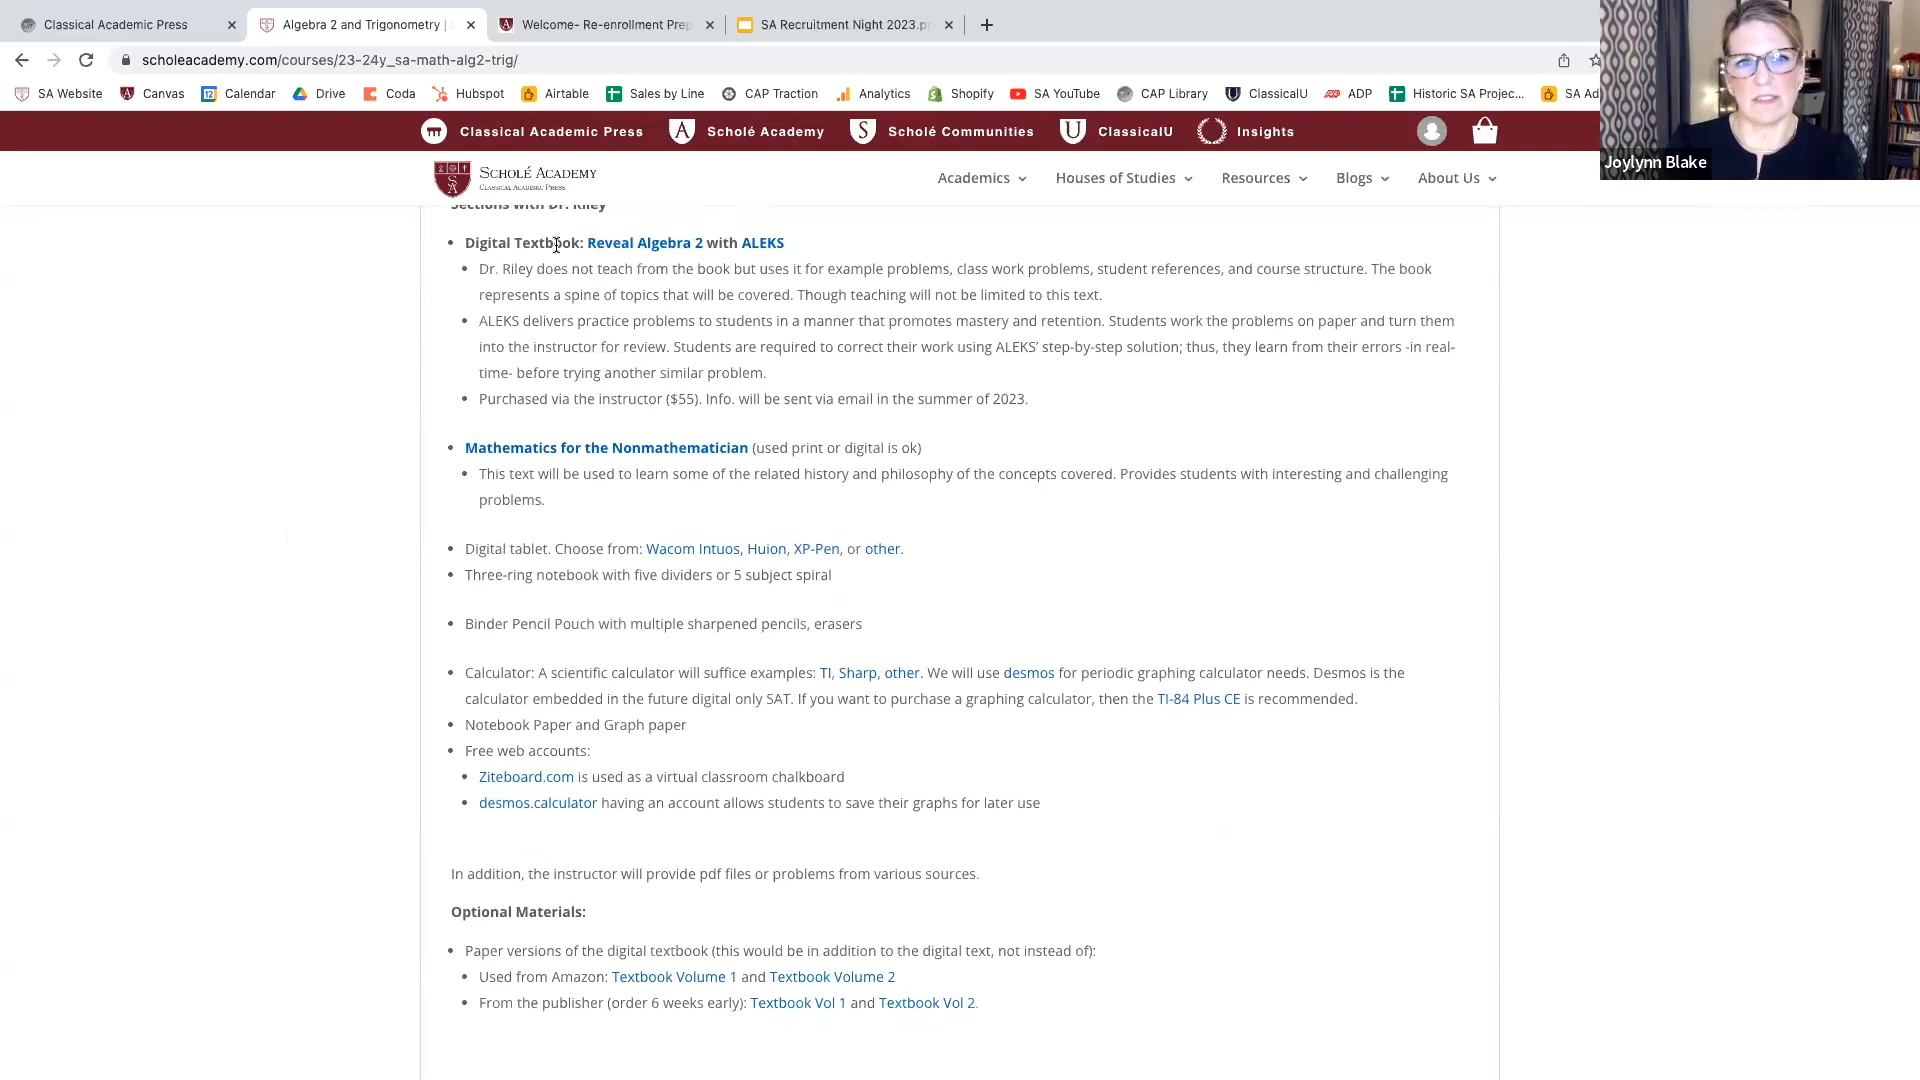 Classical Academic Press
Algebra 2 and Trigonometry |
Welcome- Re-enrollment Prep
SA Recruitment Night 2023.p
scholeacademy.com/courses/23-24y_sa-math-alg2-trig/
SA Website
Canvas
Calendar
Drive
Coda
Hubspot
Airtable
Sales by Line
CAP Traction
Analytics
Shopify
SA YouTube
CAP Library
ClassicalU
ADP
Historic SA Projec...
SA Ad
Classical Academic Press
Scholé Academy
Scholé Communities
ClassicalU
Insights
Joylynn Blake
Scholé Academy
Classical Academic Press
Academics
Houses of Studies
Resources
Blogs
About Us
Sections with Dr. Riley
Digital Textbook: Reveal Algebra 2 with ALEKS
Dr. Riley does not teach from the book but uses it for example problems, class work problems, student references, and course structure. The book
represents a spine of topics that will be covered. Though teaching will not be limited to this text.
ALEKS delivers practice problems to students in a manner that promotes mastery and retention. Students work the problems on paper and turn them
into the instructor for review. Students are required to correct their work using ALEKS’ step-by-step solution; thus, they learn from their errors -in real-
time- before trying another similar problem.
Purchased via the instructor ($55). Info. will be sent via email in the summer of 2023.
Mathematics for the Nonmathematician (used print or digital is ok)
This text will be used to learn some of the related history and philosophy of the concepts covered. Provides students with interesting and challenging
problems.
Digital tablet. Choose from: Wacom Intuos, Huion, XP-Pen, or other.
Three-ring notebook with five dividers or 5 subject spiral
Binder Pencil Pouch with multiple sharpened pencils, erasers
Calculator: A scientific calculator will suffice examples: TI, Sharp, other. We will use desmos for periodic graphing calculator needs. Desmos is the
calculator embedded in the future digital only SAT. If you want to purchase a graphing calculator, then the TI-84 Plus CE is recommended.
Notebook Paper and Graph paper
Free web accounts:
Ziteboard.com is used as a virtual classroom chalkboard
desmos.calculator having an account allows students to save their graphs for later use
In addition, the instructor will provide pdf files or problems from various sources.
Optional Materials:
Paper versions of the digital textbook (this would be in addition to the digital text, not instead of):
Used from Amazon: Textbook Volume 1 and Textbook Volume 2
From the publisher (order 6 weeks early): Textbook Vol 1 and Textbook Vol 2.